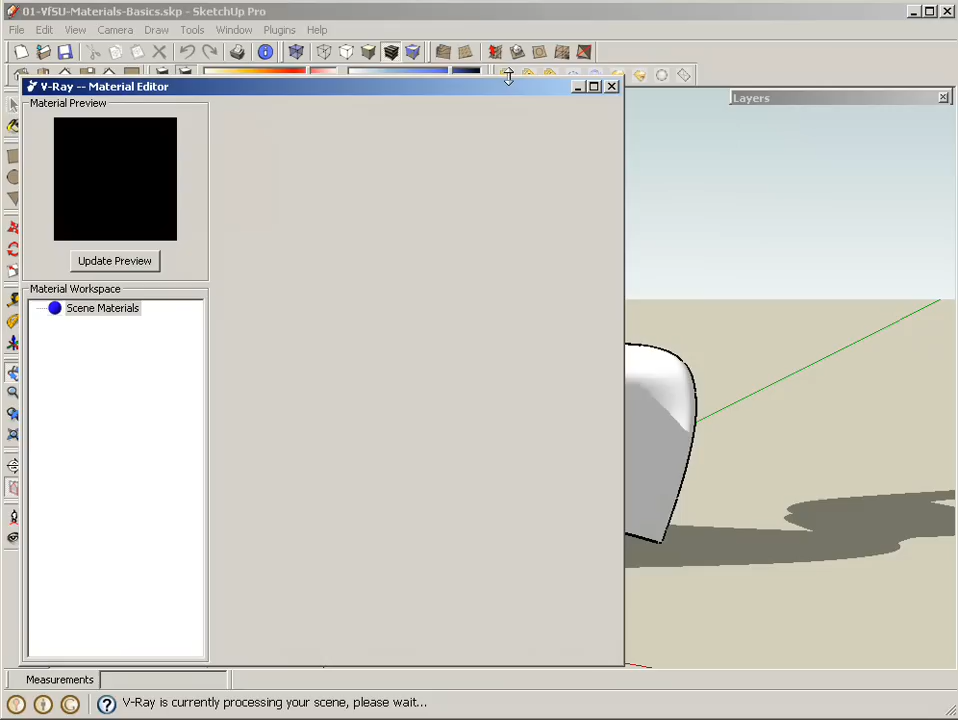 01-VfSU-Materials-Basics.skp - SketchUp Pro
File Edit View Camera Draw Tools Window Plugins Help
V-Ray -- Material Editor
Layers
Material Preview
Update Preview
Material Workspace
Scene Materials
Measurements
V-Ray is currently processing your scene, please wait...